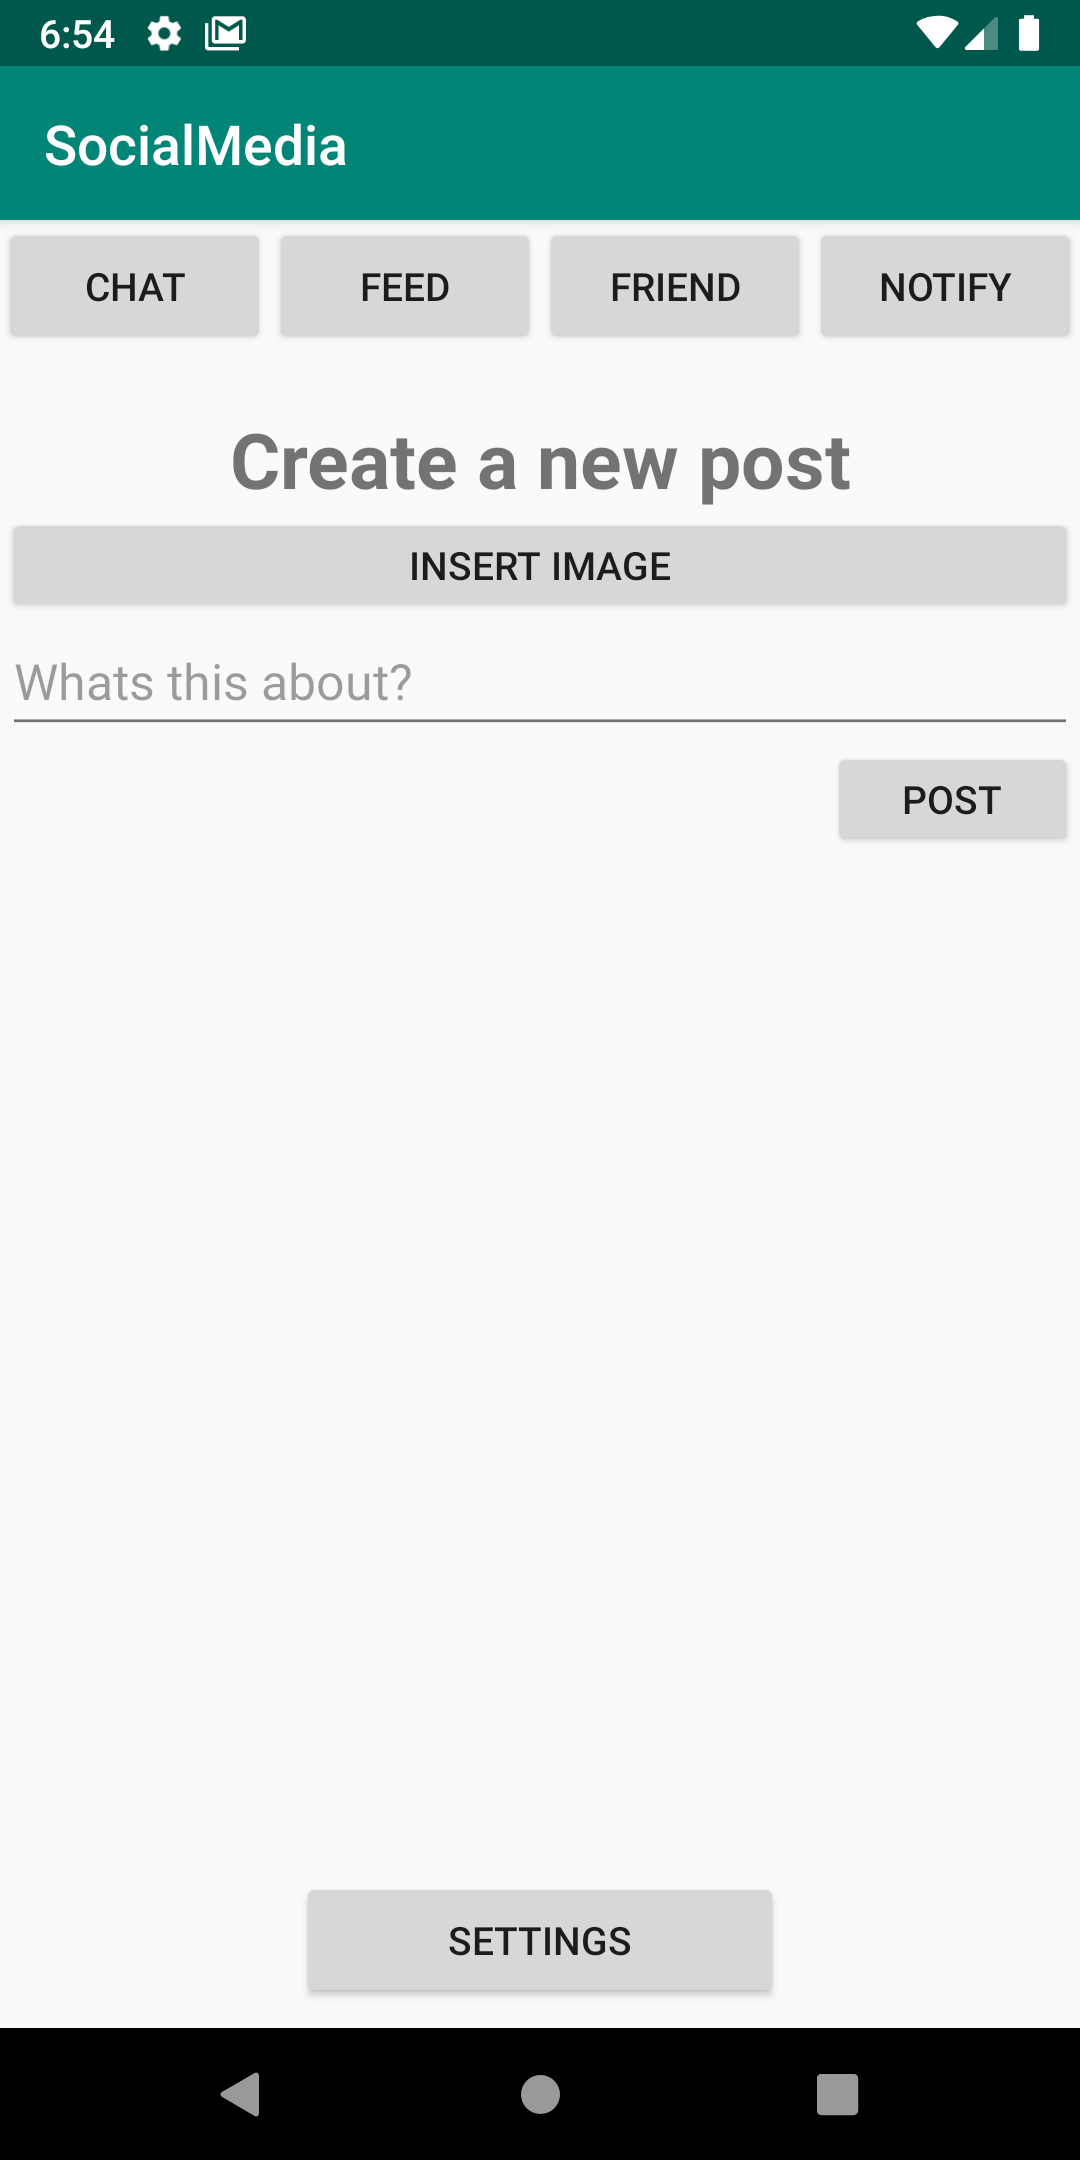 6:54
SocialMedia
CHAT FEED FRIEND NOTIFY
Create a new post
INSERT IMAGE
Whats this about?
POST
SETTINGS